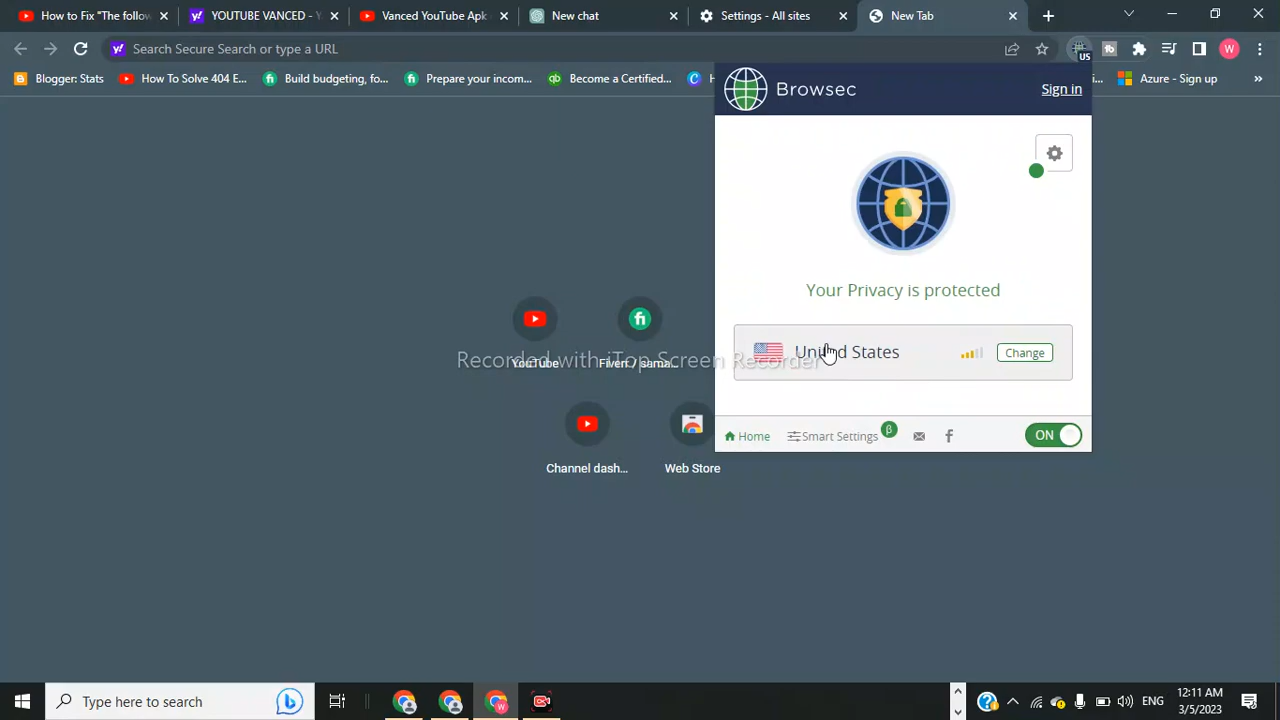 How to Fix "The follow
YOUTUBE VANCED - Y
Vanced YouTube Apk
New chat
Settings - All sites
New Tab
Search Secure Search or type a URL
US
W
Blogger: Stats
How To Solve 404 E...
Build budgeting, fo...
Prepare your incom...
Become a Certified...
H
Azure - Sign up
»
Browsec
Sign in
Your Privacy is protected
United States
Change
Recorded with iTop Screen Recorder
YouTube
Fiverr / sama...
Home
Smart Settings
β
ON
Channel dash...
Web Store
Type here to search
ENG
12:11 AM
3/5/2023